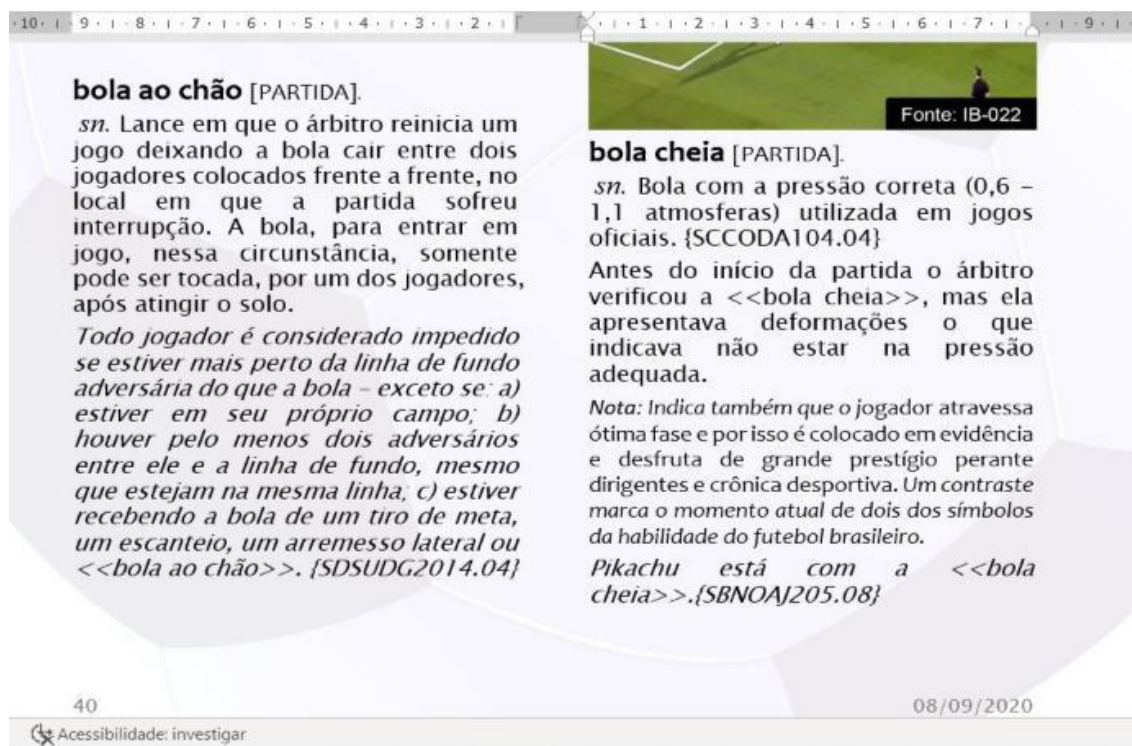 10 9 8 7 6 5 4 3 2 1 2 3 4 5 6 7 9
bola ao chão [PARTIDA].
sn. Lance em que o árbitro reinicia um
jogo deixando a bola cair entre dois
jogadores colocados frente a frente, no
local em que a partida sofreu
interrupção. A bola, para entrar em
jogo, nessa circunstância, somente
pode ser tocada, por um dos jogadores,
após atingir o solo.
Todo jogador é considerado impedido
se estiver mais perto da linha de fundo
adversária do que a bola – exceto se: a)
estiver em seu próprio campo; b)
houver pelo menos dois adversários
entre ele e a linha de fundo, mesmo
que estejam na mesma linha; c) estiver
recebendo a bola de um tiro de meta,
um escanteio, um arremesso lateral ou
<<bola ao chão>>. {SDSUDG2014.04}
40
Fonte: IB-022
bola cheia [PARTIDA].
sn. Bola com a pressão correta (0,6 –
1,1 atmosferas) utilizada em jogos
oficiais. {SCCODA104.04}
Antes do início da partida o árbitro
verificou a <<bola cheia>>, mas ela
apresentava deformações o que
indicava não estar na pressão
adequada.
Nota: Indica também que o jogador atravessa
ótima fase e por isso é colocado em evidência
e desfruta de grande prestígio perante
dirigentes e crônica desportiva. Um contraste
marca o momento atual de dois dos símbolos
da habilidade do futebol brasileiro.
Pikachu está com a <<bola
cheia>>.{SBNOAJ205.08}
08/09/2020
Acessibilidade: investigar